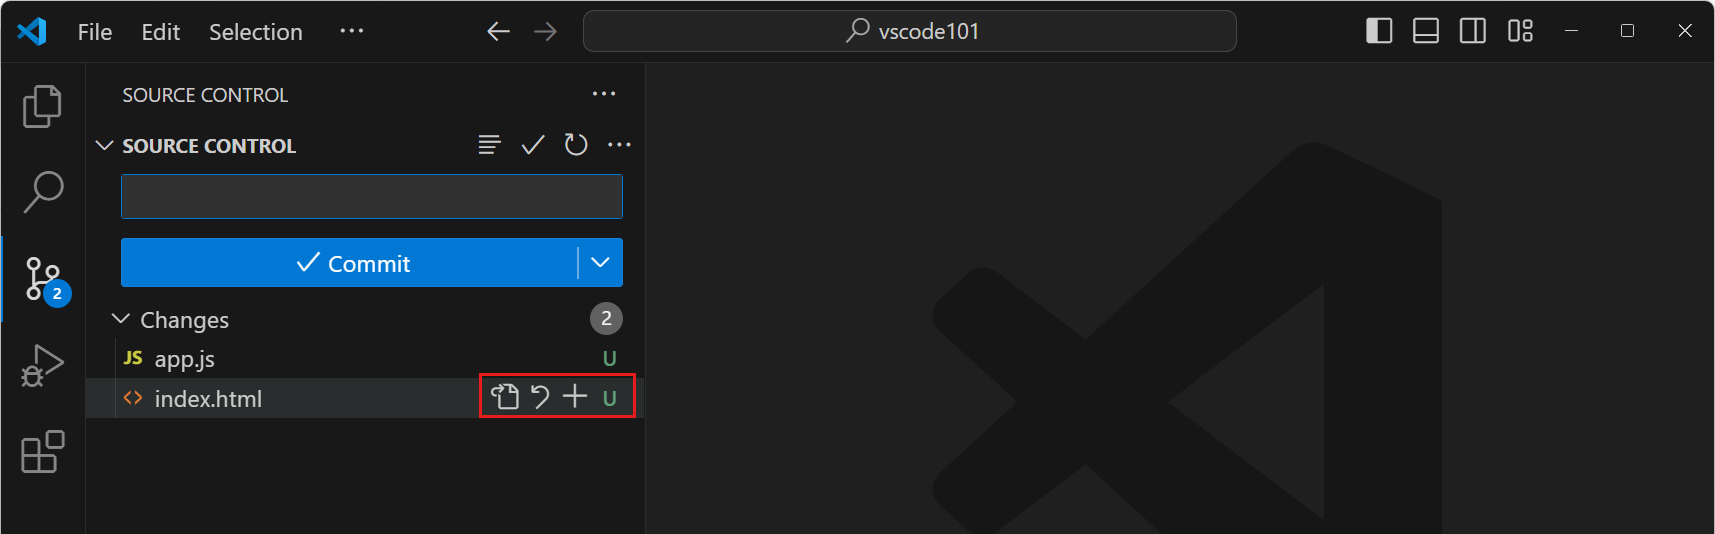 File Edit Selection ··· vscode101
SOURCE CONTROL ···
SOURCE CONTROL ···
Commit
2
Changes 2
JS app.js U
<> index.html U